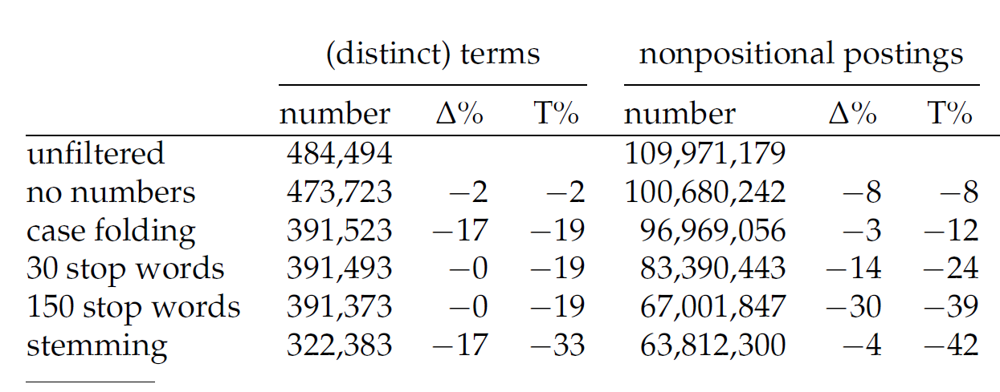 (distinct) terms nonpositional postings
number Δ% T% number Δ% T%
unfiltered 484,494 109,971,179
no numbers 473,723 −2 −2 100,680,242 −8 −8
case folding 391,523 −17 −19 96,969,056 −3 −12
30 stop words 391,493 −0 −19 83,390,443 −14 −24
150 stop words 391,373 −0 −19 67,001,847 −30 −39
stemming 322,383 −17 −33 63,812,300 −4 −42